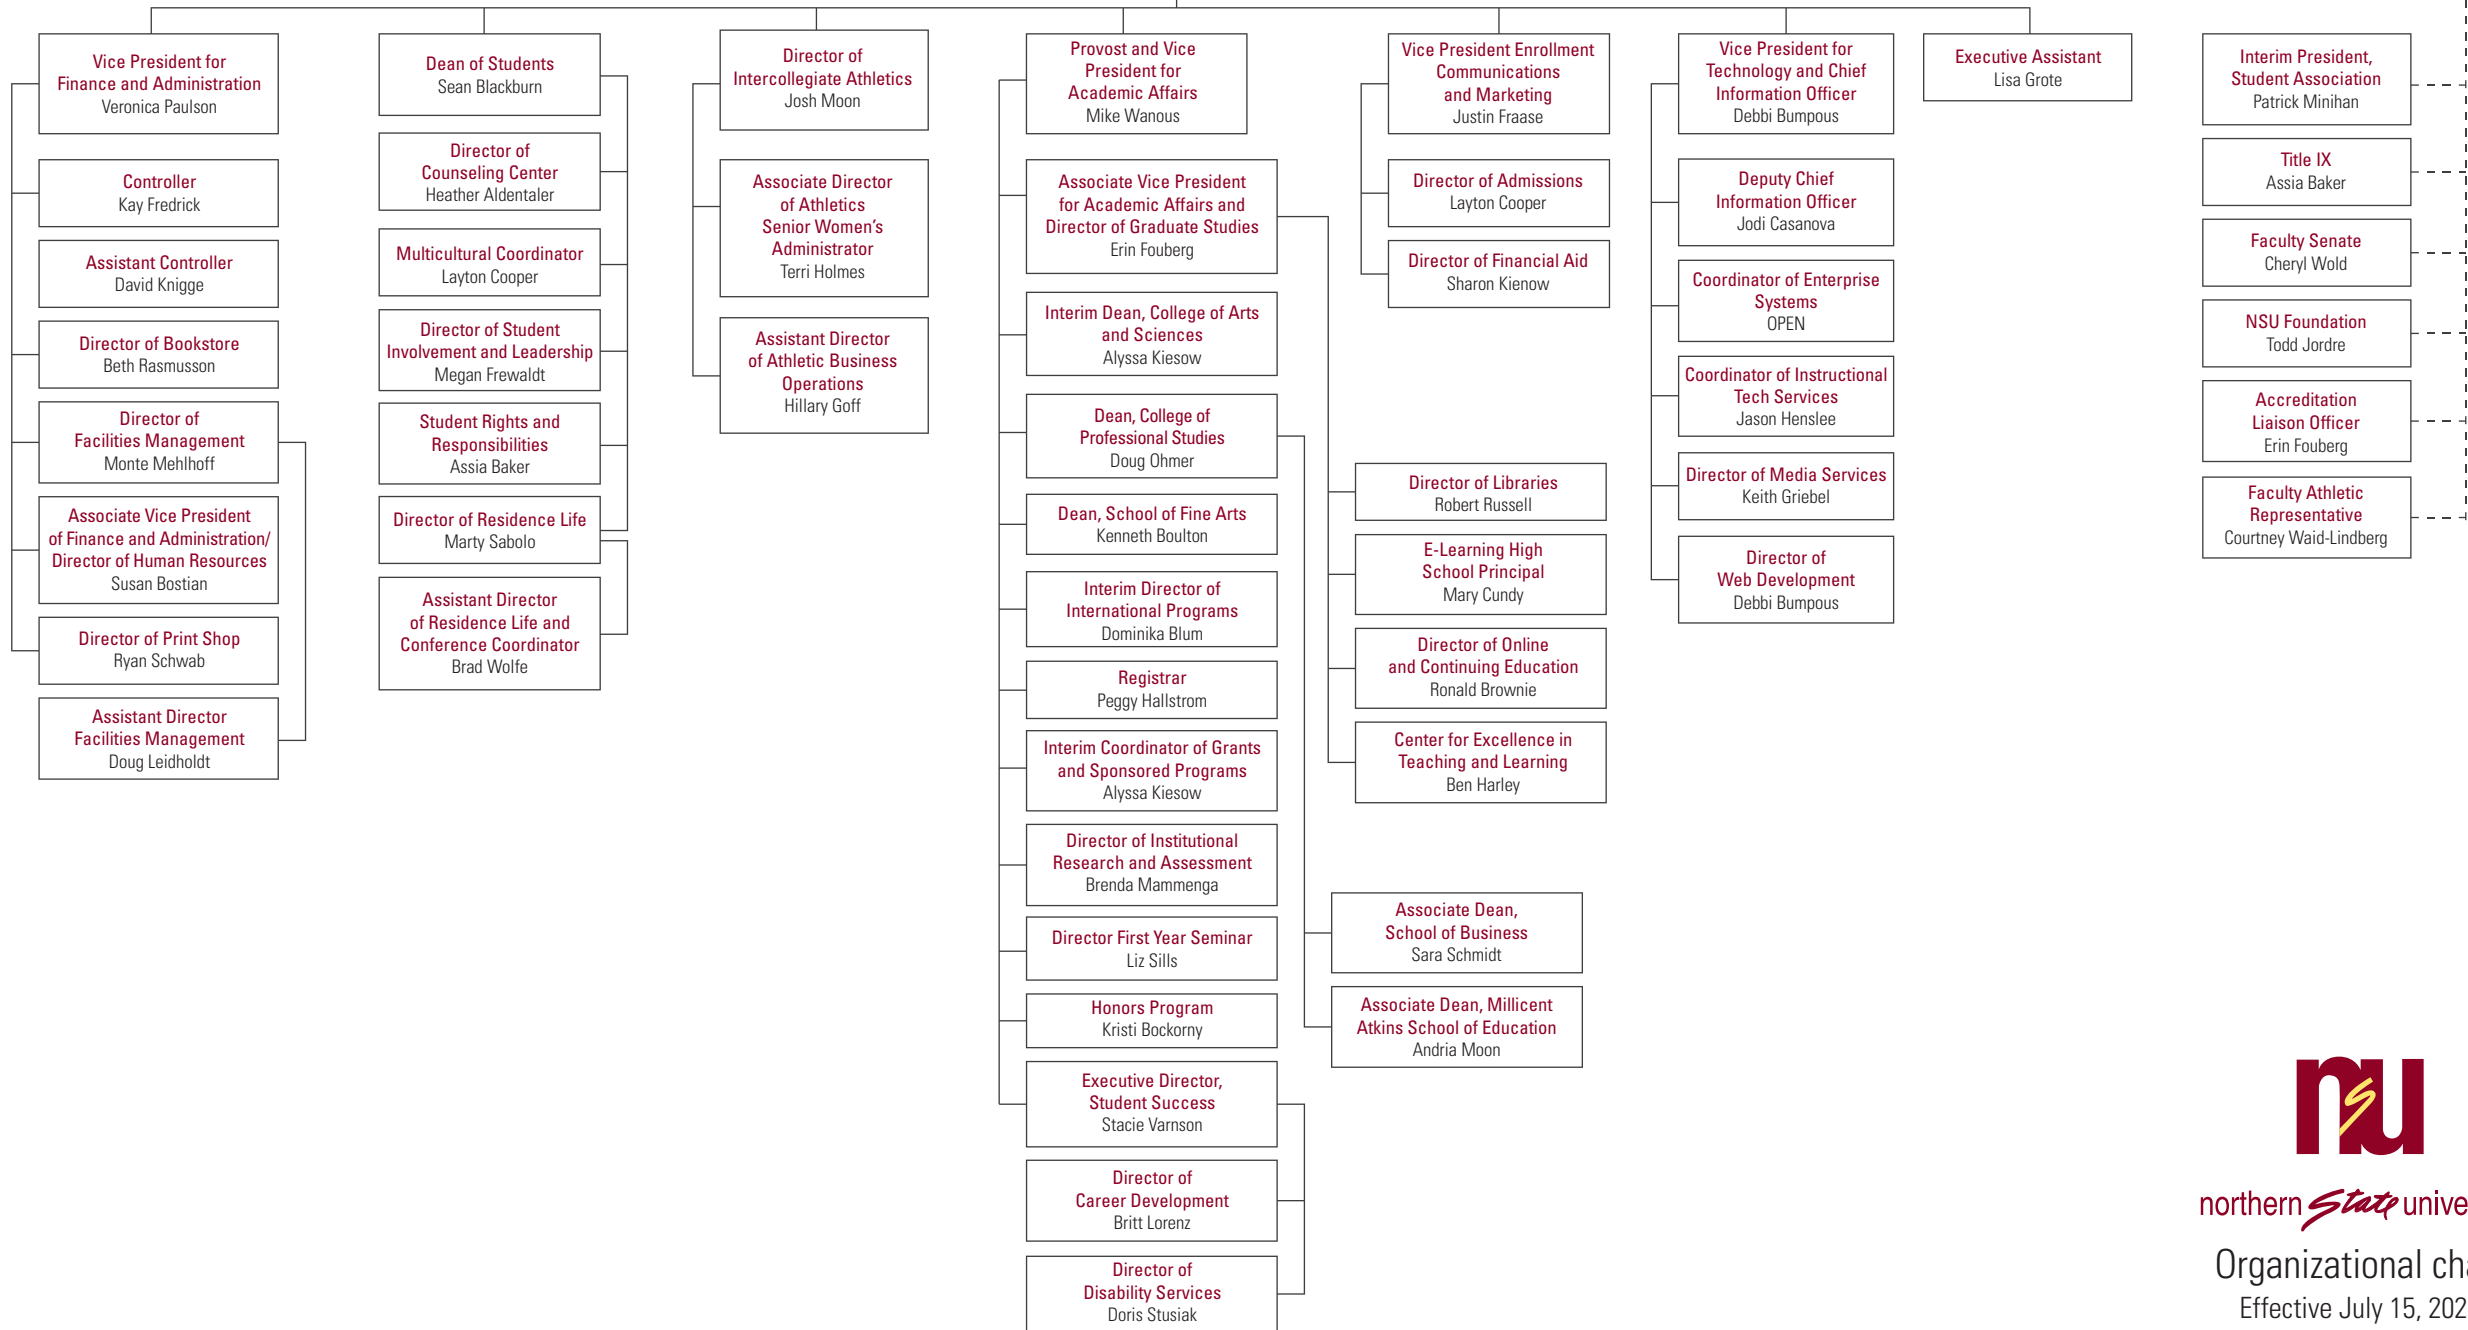 Vice President for
Finance and Administration
Veronica Paulson
Controller
Kay Fredrick
Assistant Controller
David Knigge
Director of Bookstore
Beth Rasmusson
Director of
Facilities Management
Monte Mehlhoff
Associate Vice President
of Finance and Administration/
Director of Human Resources
Susan Bostian
Director of Print Shop
Ryan Schwab
Assistant Director
Facilities Management
Doug Leidholdt
Dean of Students
Sean Blackburn
Director of
Counseling Center
Heather Aldentaler
Multicultural Coordinator
Layton Cooper
Director of Student
Involvement and Leadership
Megan Frewaldt
Student Rights and
Responsibilities
Assia Baker
Director of Residence Life
Marty Sabolo
Assistant Director
of Residence Life and
Conference Coordinator
Brad Wolfe
Director of
Intercollegiate Athletics
Josh Moon
Associate Director
of Athletics
Senior Women's
Administrator
Terri Holmes
Assistant Director
of Athletic Business
Operations
Hillary Goff
Provost and Vice
President for
Academic Affairs
Mike Wanous
Associate Vice President
for Academic Affairs and
Director of Graduate Studies
Erin Fouberg
Interim Dean, College of Arts
and Sciences
Alyssa Kiesow
Dean, College of
Professional Studies
Doug Ohmer
Dean, School of Fine Arts
Kenneth Boulton
Interim Director of
International Programs
Dominika Blum
Registrar
Peggy Hallstrom
Interim Coordinator of Grants
and Sponsored Programs
Alyssa Kiesow
Director of Institutional
Research and Assessment
Brenda Mammenga
Director First Year Seminar
Liz Sills
Honors Program
Kristi Bockorny
Executive Director,
Student Success
Stacie Varnson
Director of
Career Development
Britt Lorenz
Director of
Disability Services
Doris Stusiak
Vice President Enrollment
Communications
and Marketing
Justin Fraase
Director of Admissions
Layton Cooper
Director of Financial Aid
Sharon Kienow
Director of Libraries
Robert Russell
E-Learning High
School Principal
Mary Cundy
Director of Online
and Continuing Education
Ronald Brownie
Center for Excellence in
Teaching and Learning
Ben Harley
Associate Dean,
School of Business
Sara Schmidt
Associate Dean, Millicent
Atkins School of Education
Andria Moon
Vice President for
Technology and Chief
Information Officer
Debbi Bumpous
Deputy Chief
Information Officer
Jodi Casanova
Coordinator of Enterprise
Systems
OPEN
Coordinator of Instructional
Tech Services
Jason Henslee
Director of Media Services
Keith Griebel
Director of
Web Development
Debbi Bumpous
Executive Assistant
Lisa Grote
Interim President,
Student Association
Patrick Minihan
Title IX
Assia Baker
Faculty Senate
Cheryl Wold
NSU Foundation
Todd Jordre
Accreditation
Liaison Officer
Erin Fouberg
Faculty Athletic
Representative
Courtney Waid-Lindberg
nsu
northern State unive
Organizational cha
Effective July 15, 202